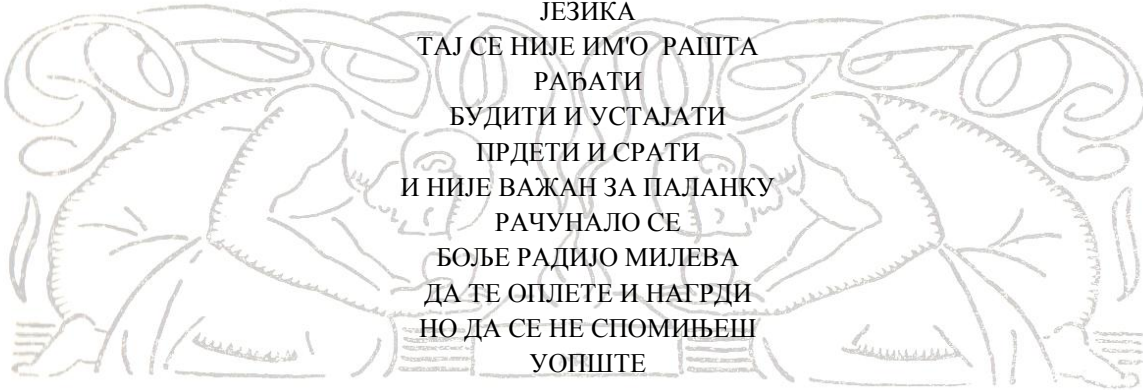 ЈЕЗИКА
ТАЈ СЕ НИЈЕ ИМ'О РАШТА
РАЂАТИ
БУДИТИ И УСТАЈАТИ
ПРДЕТИ И СРАТИ
И НИЈЕ ВАЖАН ЗА ПАЛАНКУ
РАЧУНАЛО СЕ
БОЉЕ РАДИЈО МИЛЕВА
ДА ТЕ ОПЛЕТЕ И НАГРДИ
НО ДА СЕ НЕ СПОМИЊЕШ
УОПШТЕ